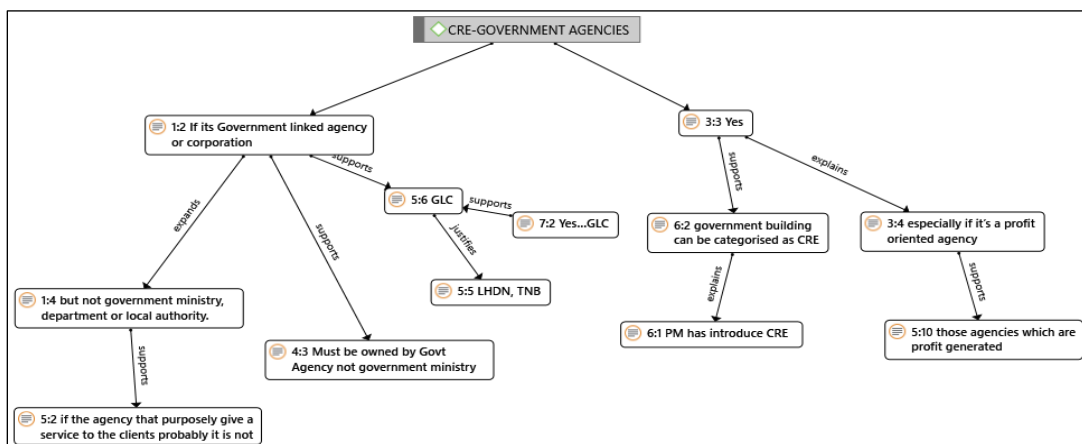 CRE-GOVERNMENT AGENCIES
1:2 If its Government linked agency
or corporation
3:3 Yes
supports
explains
supports
5:6 GLC
supports
7:2 Yes...GLC
expands
supports
justifies
6:2 government building
can be categorised as CRE
3:4 especially if it's a profit
oriented agency
5:5 LHDN, TNB
explains
supports
1:4 but not government ministry,
department or local authority.
6:1 PM has introduce CRE
5:10 those agencies which are
profit generated
4:3 Must be owned by Govt
Agency not government ministry
supports
5:2 if the agency that purposely give a
service to the clients probably it is not